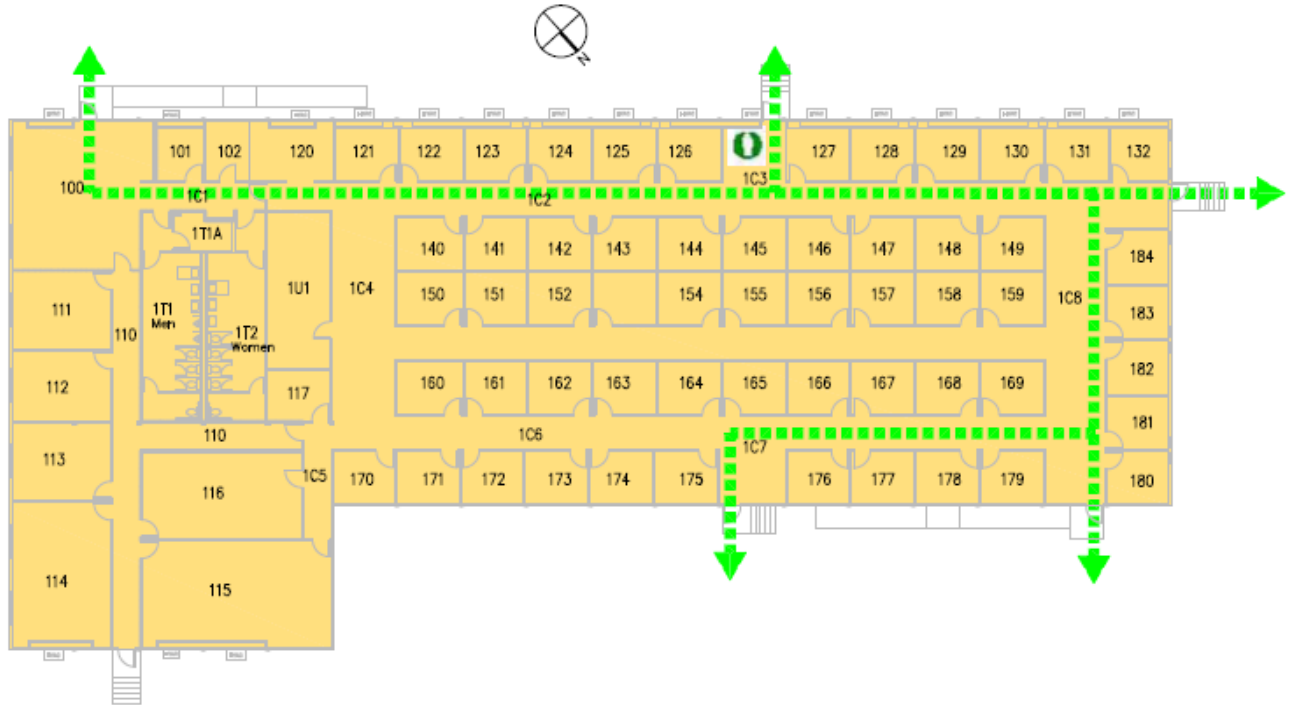 N
101 102 120 121 122 123 124 125 126 127 128 129 130 131 132
100 1C1 1C2 1C3
1T1A
140 141 142 143 144 145 146 147 148 149 184
111 1T1 1U1 1C4 150 151 152 154 155 156 157 158 159 1C8
Men
183
110 1T2
Women
112 117 160 161 162 163 164 165 166 167 168 169 182
181
110 1C6 1C7
113
116 1C5 170 171 172 173 174 175 176 177 178 179 180
114 115